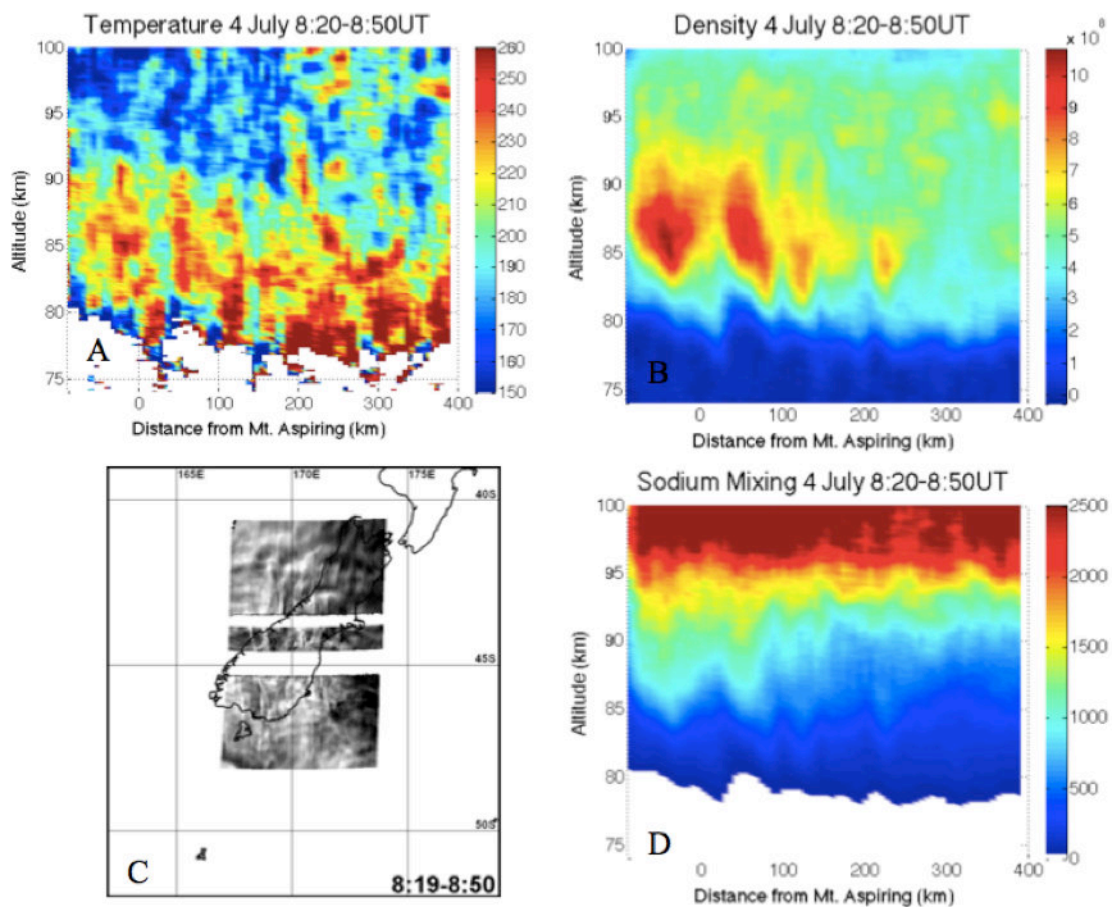 Temperature 4 July 8:20-8:50UT
100
95
90
85
80
75
Altitude (km)
0 100 200 300 400
Distance from Mt. Aspiring (km)
260
250
240
230
220
210
200
190
180
170
160
150
A
Density 4 July 8:20-8:50UT
x 10^8
100
95
90
85
80
75
Altitude (km)
0 100 200 300 400
Distance from Mt. Aspiring (km)
10
9
8
7
6
5
4
3
2
1
0
B
165E 170E 175E
40S
45S
50S
C
8:19-8:50
Sodium Mixing 4 July 8:20-8:50UT
100
95
90
85
80
75
Altitude (km)
0 100 200 300 400
Distance from Mt. Aspiring (km)
2500
2000
1500
1000
500
0
D